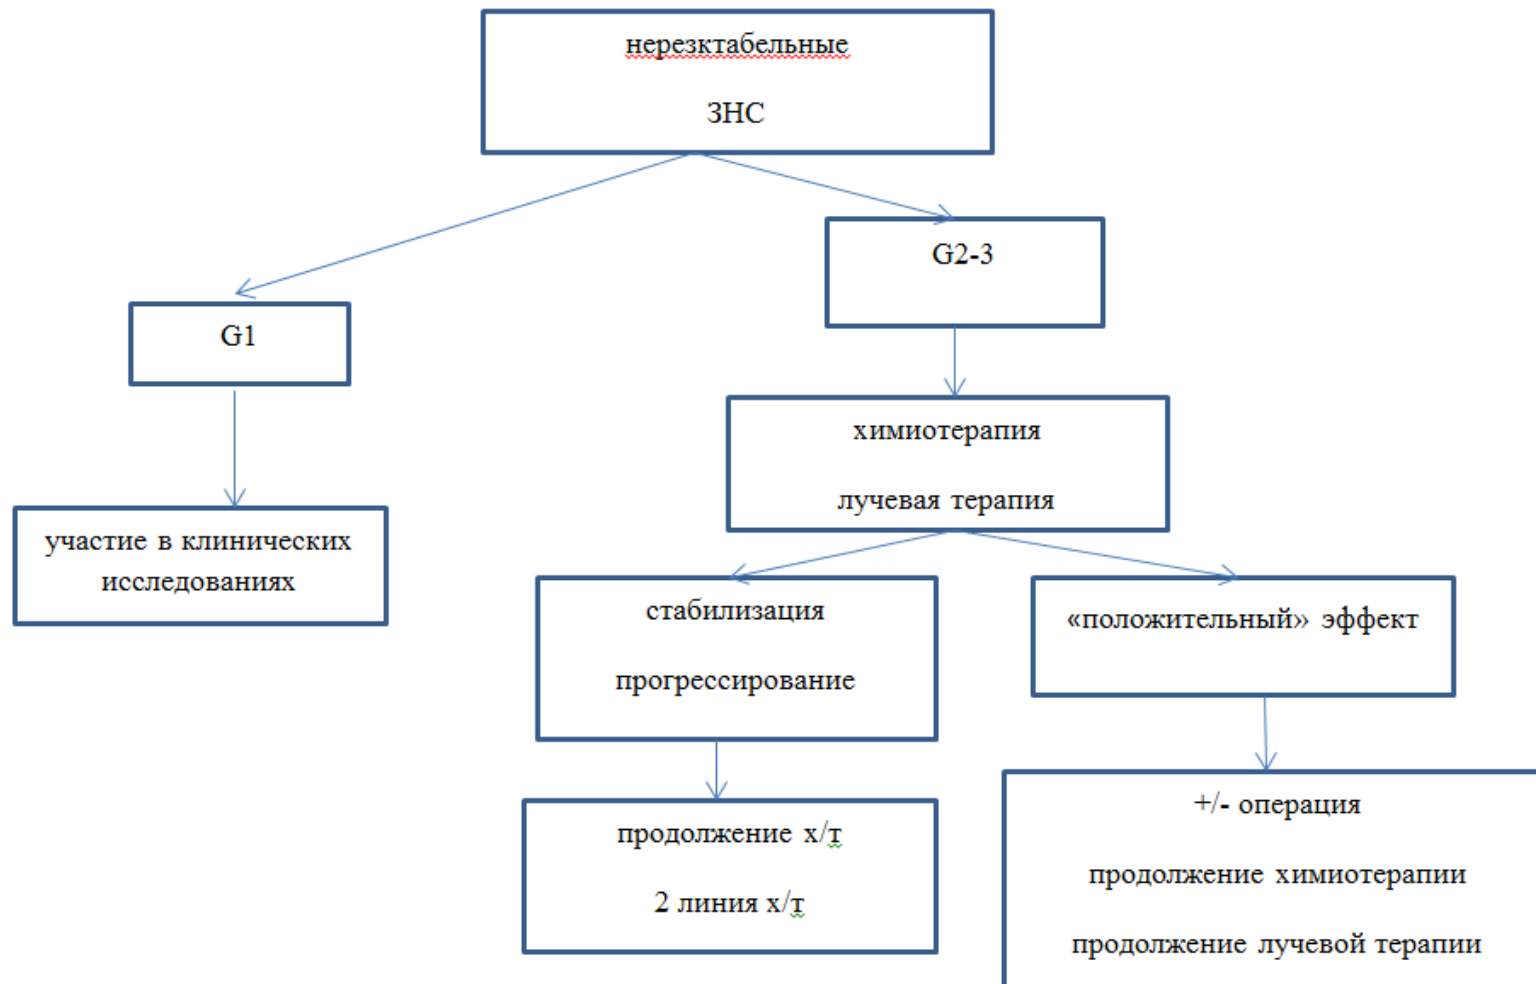 нерезктабельные
ЗНС
G2-3
G1
химиотерапия
лучевая терапия
участие в клинических
исследованиях
стабилизация
прогрессирование
«положительный» эффект
продолжение х/т
2 линия х/т
+/- операция
продолжение химиотерапии
продолжение лучевой терапии